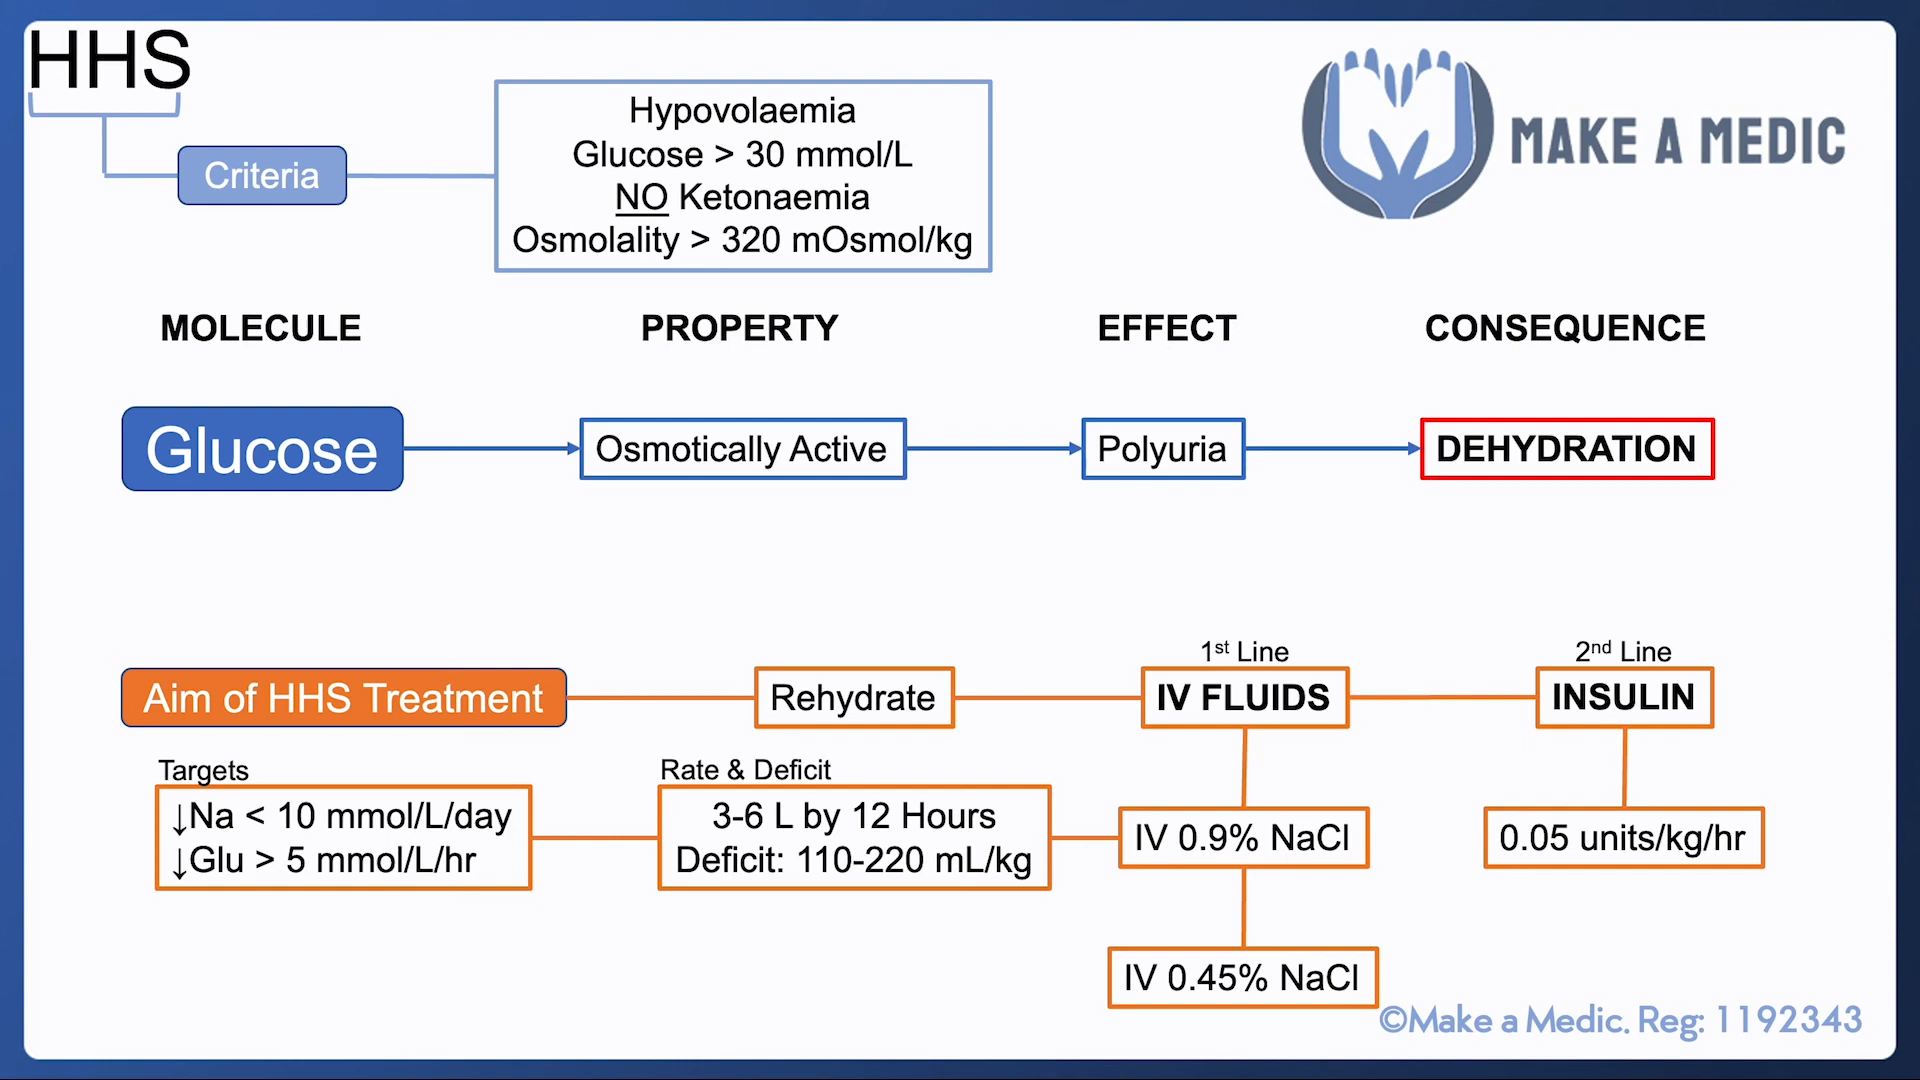 HHS
Criteria
Hypovolaemia
Glucose > 30 mmol/L
NO Ketonaemia
Osmolality > 320 mOsmol/kg
MAKE A MEDIC
MOLECULE
PROPERTY
EFFECT
CONSEQUENCE
Glucose
Osmotically Active
Polyuria
DEHYDRATION
Aim of HHS Treatment
Rehydrate
1st Line
IV FLUIDS
2nd Line
INSULIN
Targets
↓Na < 10 mmol/L/day
↓Glu > 5 mmol/L/hr
Rate & Deficit
3-6 L by 12 Hours
Deficit: 110-220 mL/kg
IV 0.9% NaCl
0.05 units/kg/hr
IV 0.45% NaCl
©Make a Medic. Reg: 1192343